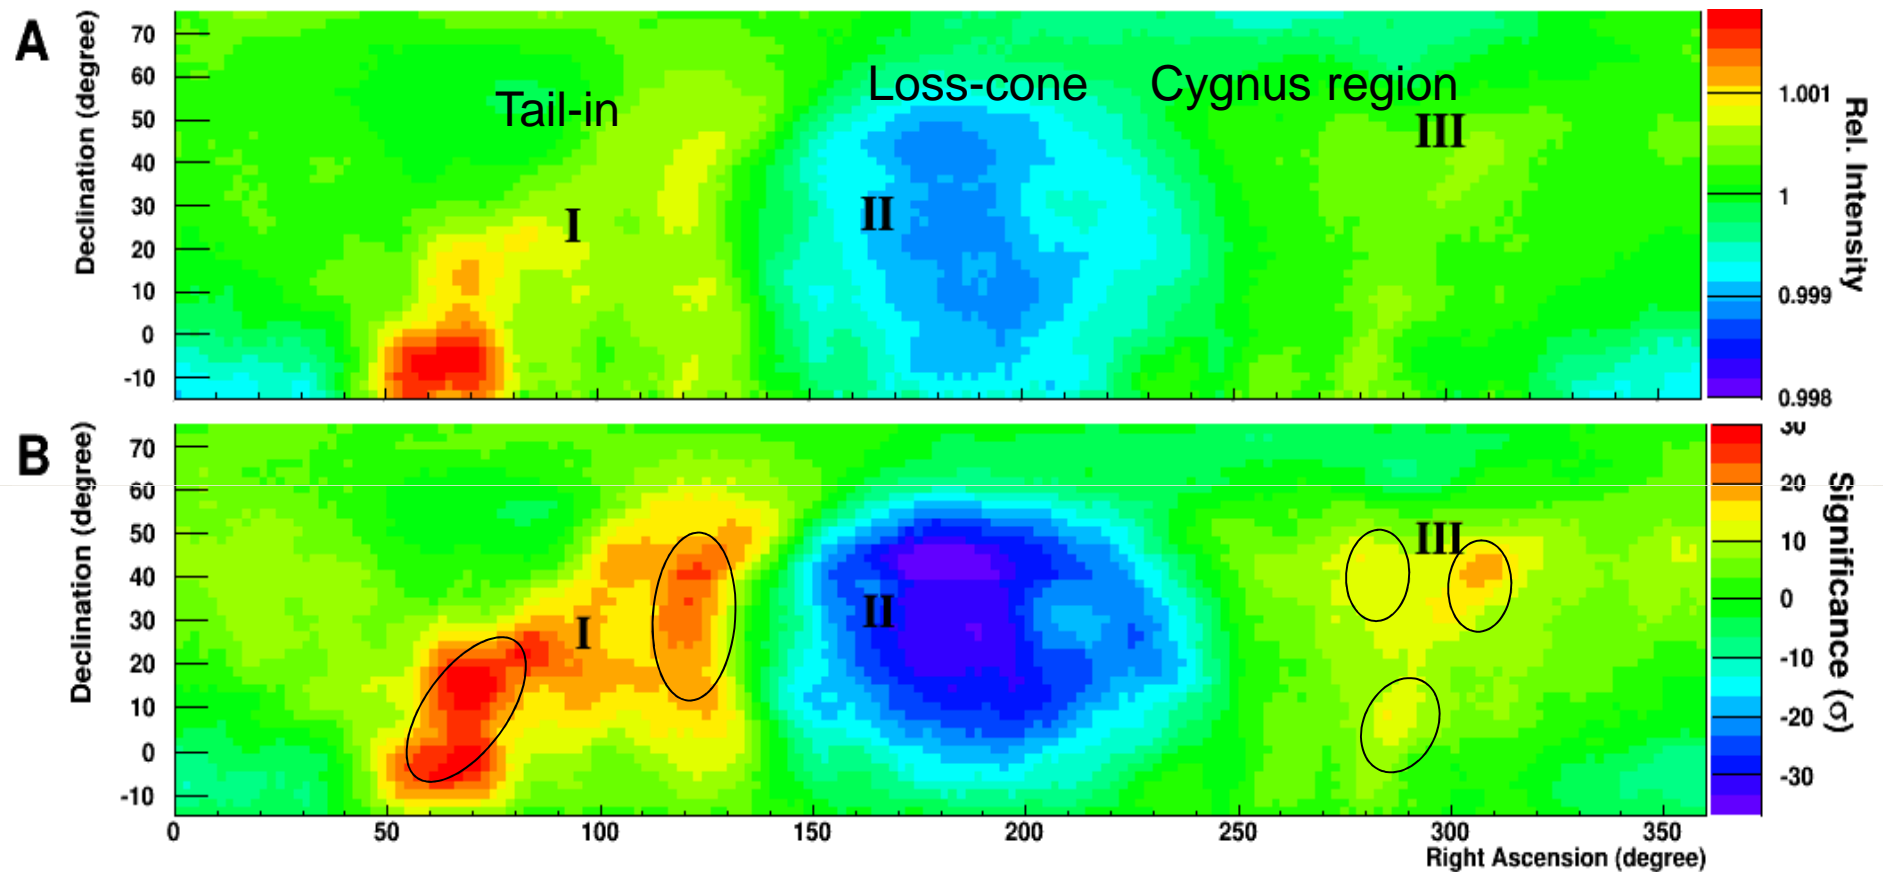 A
Declination (degree)
70
60
50
40
30
20
10
0
-10
Tail-in
Loss-cone
Cygnus region
I
II
III
1.001
1
0.999
0.998
Rel. Intensity
B
Declination (degree)
70
60
50
40
30
20
10
0
-10
I
II
III
30
20
10
0
-10
-20
-30
Significance (σ)
0
50
100
150
200
250
300
350
Right Ascension (degree)